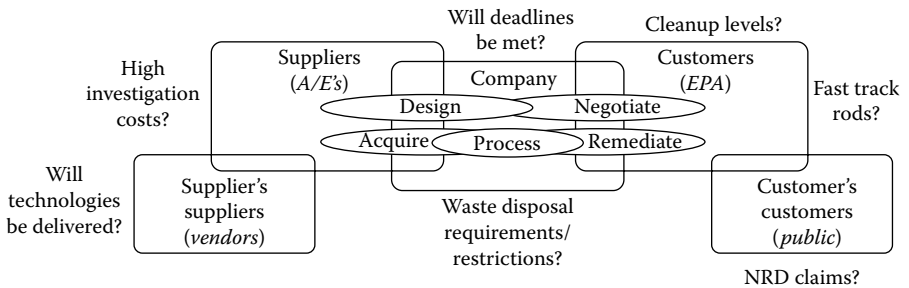 Will deadlines
be met?
Cleanup levels?
Suppliers
(A/E's)
Customers
(EPA)
Company
High
investigation
costs?
Fast track
rods?
Design
Negotiate
Acquire
Process
Remediate
Will
technologies
be delivered?
Supplier's
suppliers
(vendors)
Waste disposal
requirements/
restrictions?
Customer's
customers
(public)
NRD claims?